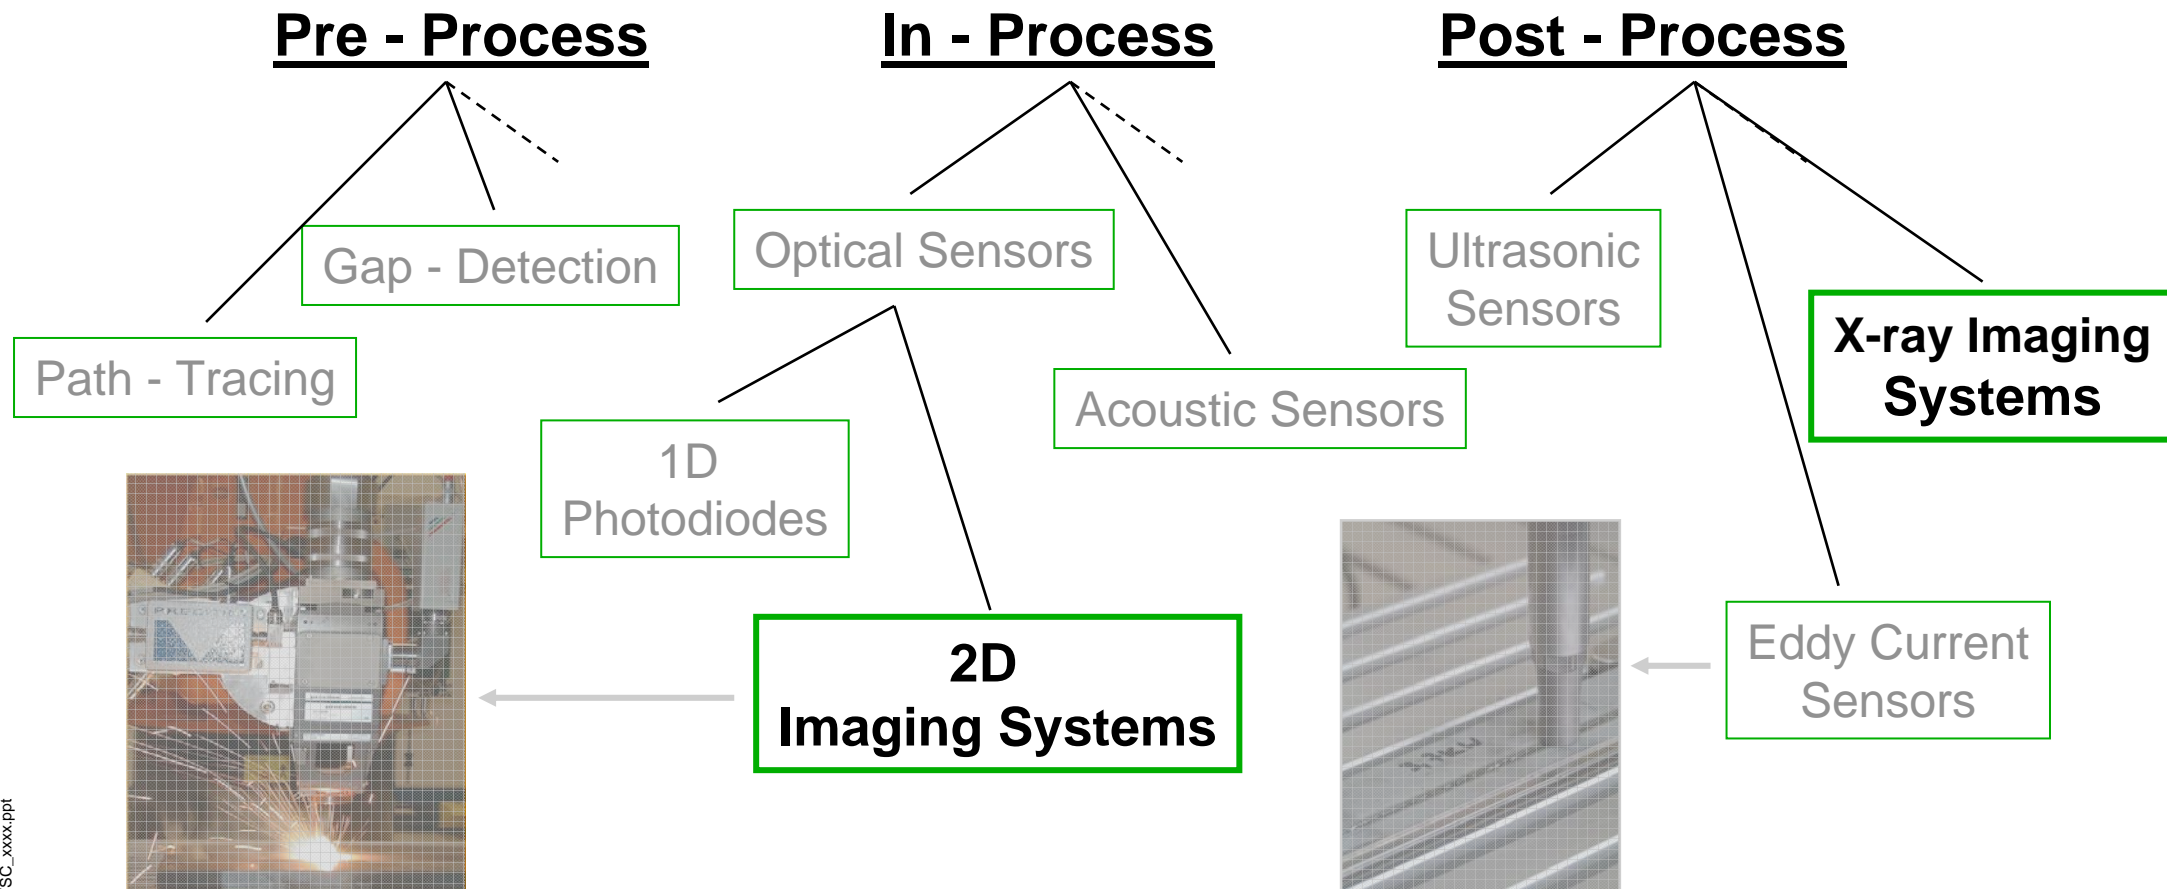 Pre - Process
In - Process
Post - Process
Gap - Detection
Path - Tracing
Optical Sensors
1D
Photodiodes
Acoustic Sensors
2D
Imaging Systems
Ultrasonic
Sensors
X-ray Imaging
Systems
Eddy Current
Sensors
SC_xxxx.ppt